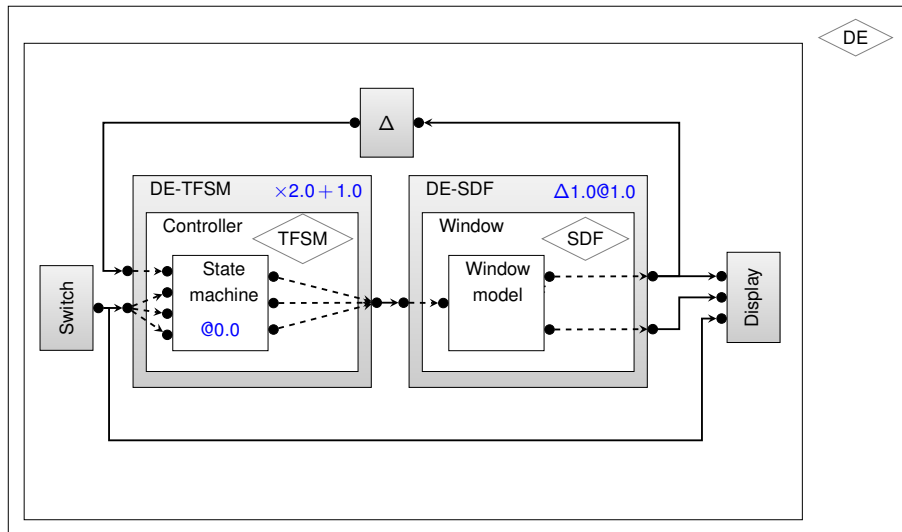 DE
Δ
DE-TFSM ×2.0+1.0
DE-SDF Δ1.0@1.0
Controller
TFSM
Window
SDF
Switch
State
machine
@0.0
Window
model
Display